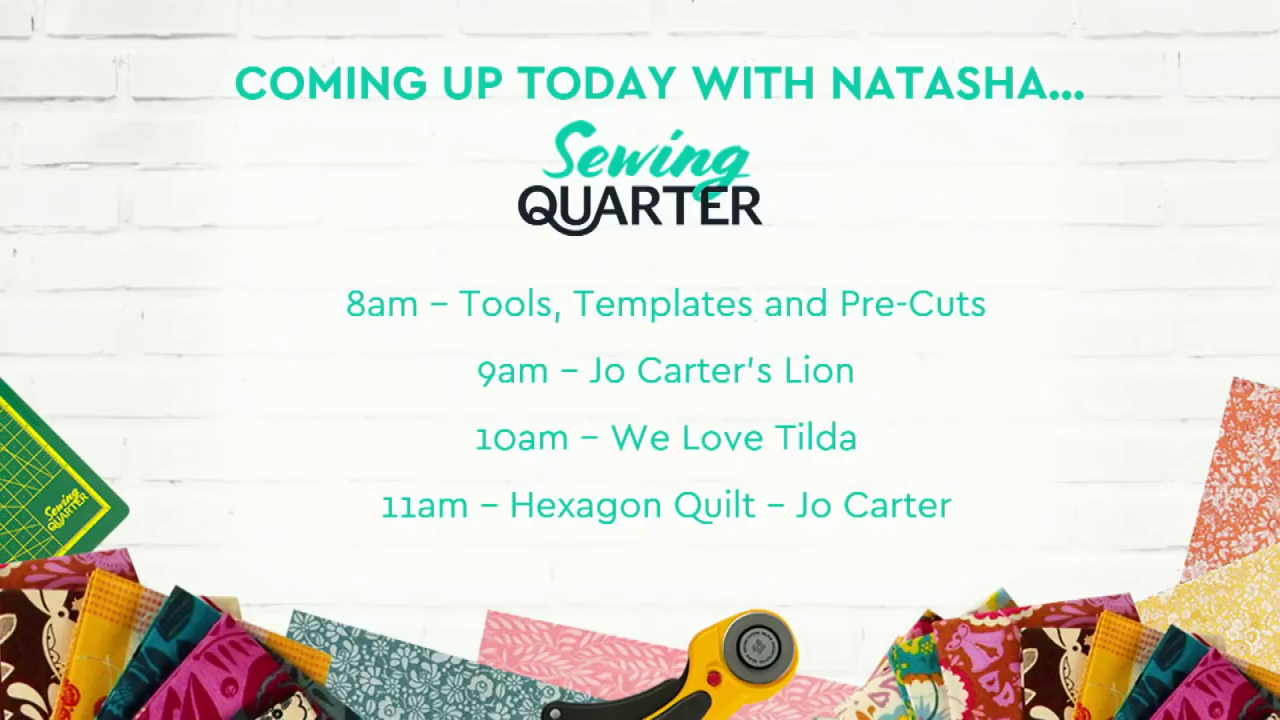 COMING UP TODAY WITH NATASHA...
Sewing
QUARTER
8am – Tools, Templates and Pre-Cuts
9am – Jo Carter's Lion
10am – We Love Tilda
11am – Hexagon Quilt – Jo Carter
Sewing
QUARTER